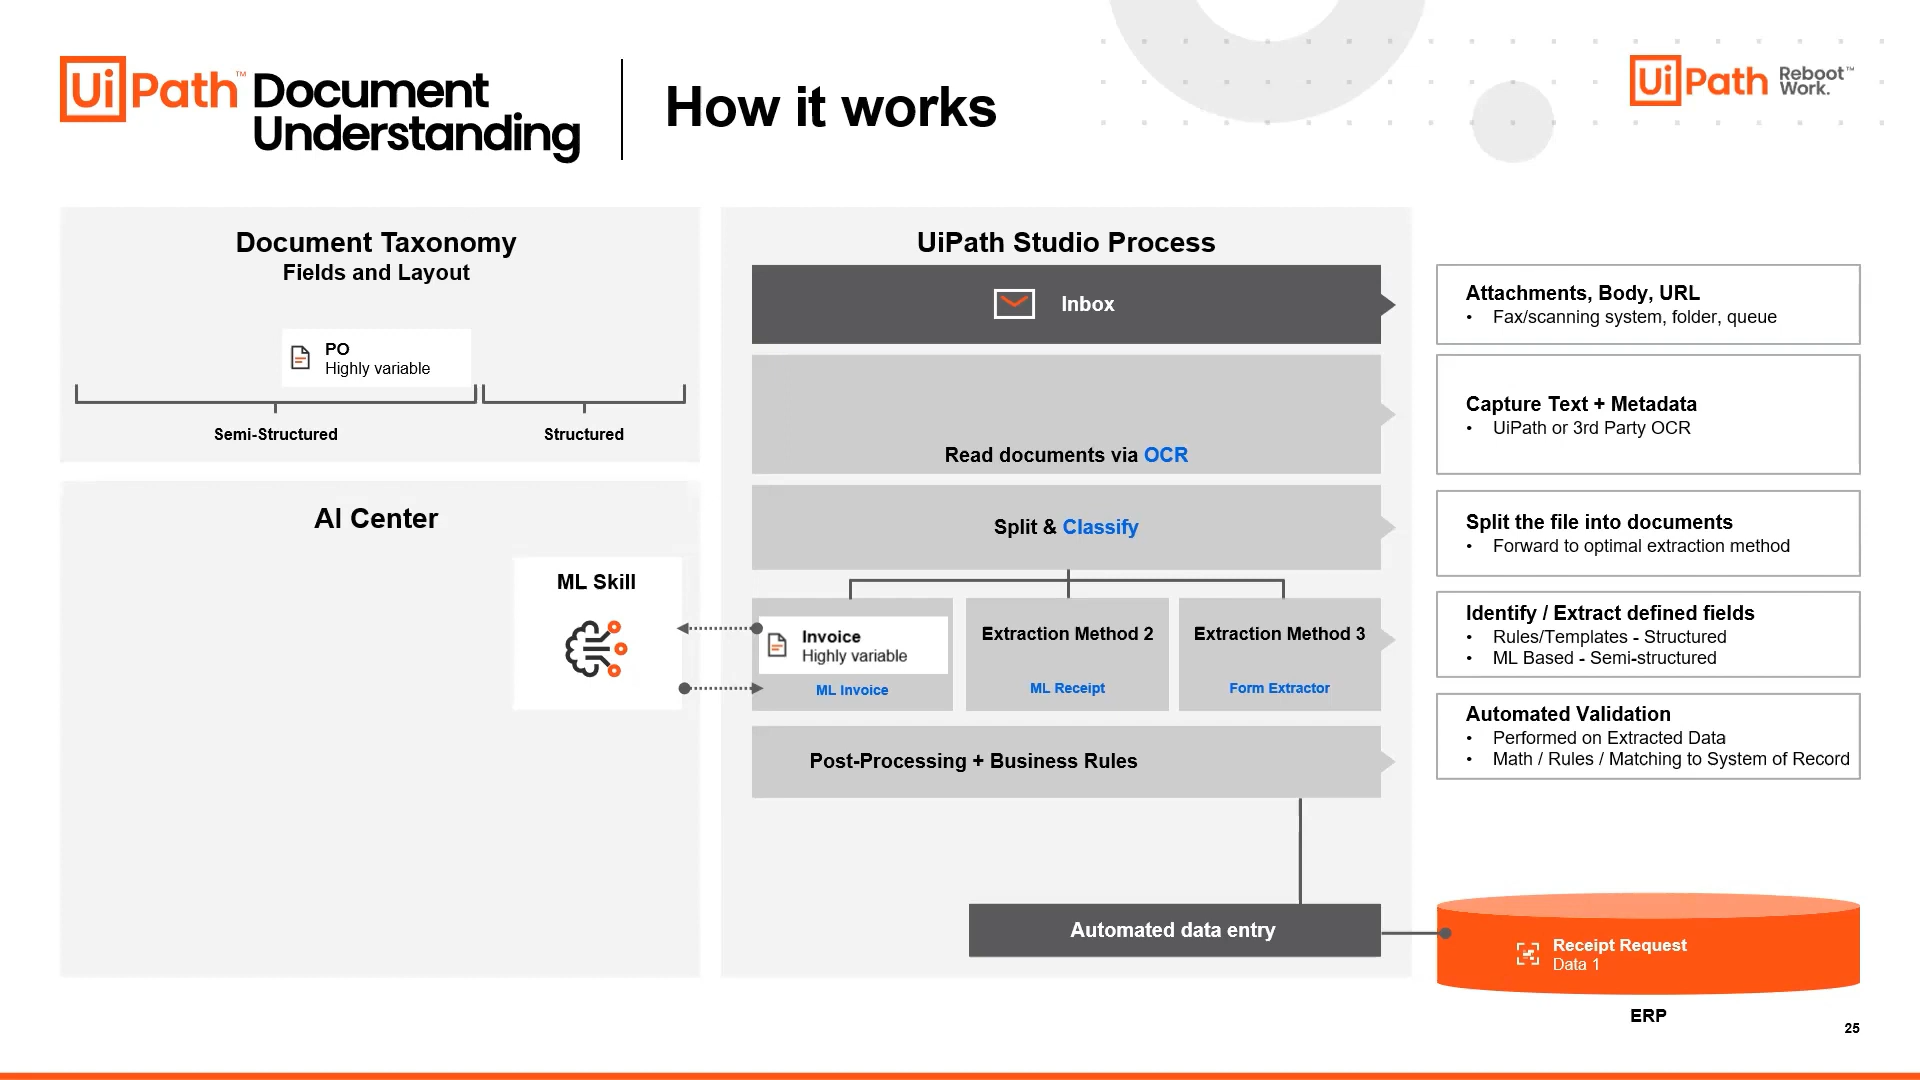 UiPath™ Document
Understanding
How it works
UiPath Reboot™
Work.
Document Taxonomy
Fields and Layout
PO
Highly variable
Semi-Structured
Structured
AI Center
ML Skill
UiPath Studio Process
Inbox
Read documents via OCR
Split & Classify
Invoice
Highly variable
ML Invoice
Extraction Method 2
ML Receipt
Extraction Method 3
Form Extractor
Post-Processing + Business Rules
Automated data entry
Attachments, Body, URL
• Fax/scanning system, folder, queue
Capture Text + Metadata
• UiPath or 3rd Party OCR
Split the file into documents
• Forward to optimal extraction method
Identify / Extract defined fields
• Rules/Templates - Structured
• ML Based - Semi-structured
Automated Validation
• Performed on Extracted Data
• Math / Rules / Matching to System of Record
Receipt Request
Data 1
ERP
25